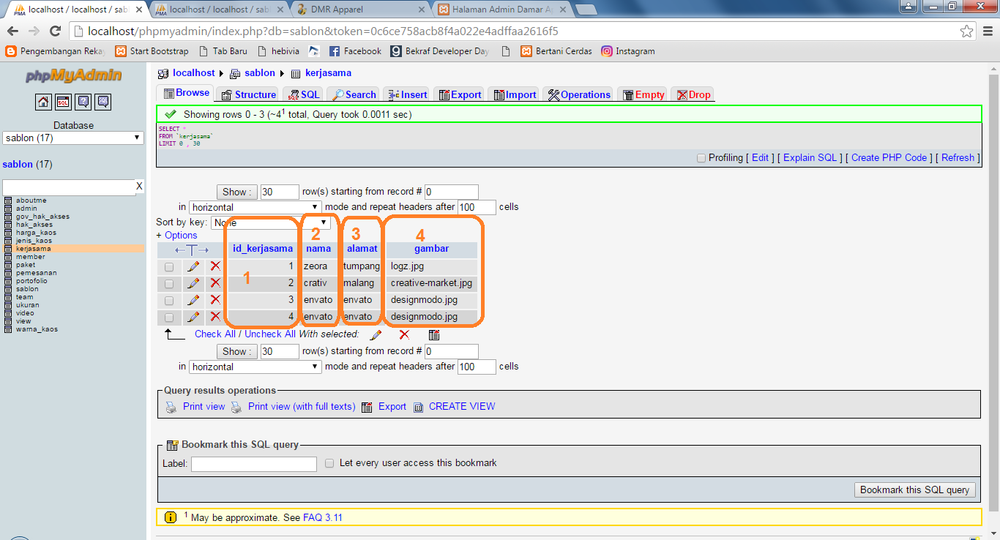 localhost / localhost / sabl
localhost / localhost / sabl
DMR Apparel
Halaman Admin Damar Ap
localhost/phpmyadmin/index.php?db=sablon&token=0c6ce758acb8f4a022e4adffaa2616f5
Pengembangan Rekay
Start Bootstrap
Tab Baru
hebivia
Facebook
Bekraf Developer Day
Bertani Cerdas
Instagram
phpMyAdmin
Database
sablon (17)
sablon (17)
X
aboutme
admin
gov_hak_akses
hak_akses
harga_kaos
jenis_kaos
kerjasama
member
paket
pemesanan
portofolio
sablon
team
ukuran
video
view
warna_kaos
localhost sablon kerjasama
Browse Structure SQL Search Insert Export Import Operations Empty Drop
Showing rows 0 - 3 (~4¹ total, Query took 0.0011 sec)
SELECT *
FROM `kerjasama`
LIMIT 0 , 30
Profiling [ Edit ] [ Explain SQL ] [ Create PHP Code ] [ Refresh ]
Show : 30 row(s) starting from record # 0
in horizontal mode and repeat headers after 100 cells
Sort by key: None
+ Options
1 2 3 4
←T→ id_kerjasama nama alamat gambar
1 zeora tumpang logz.jpg
2 crativ malang creative-market.jpg
3 envato envato designmodo.jpg
4 envato envato designmodo.jpg
Check All / Uncheck All With selected:
Show : 30 row(s) starting from record # 0
in horizontal mode and repeat headers after 100 cells
Query results operations
Print view Print view (with full texts) Export CREATE VIEW
Bookmark this SQL query
Label: Let every user access this bookmark
Bookmark this SQL query
¹ May be approximate. See FAQ 3.11